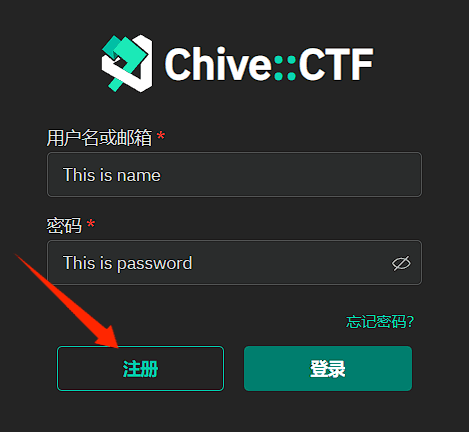 Chive::CTF
用户名或邮箱 *
This is name
密码 *
This is password
忘记密码?
注册 登录